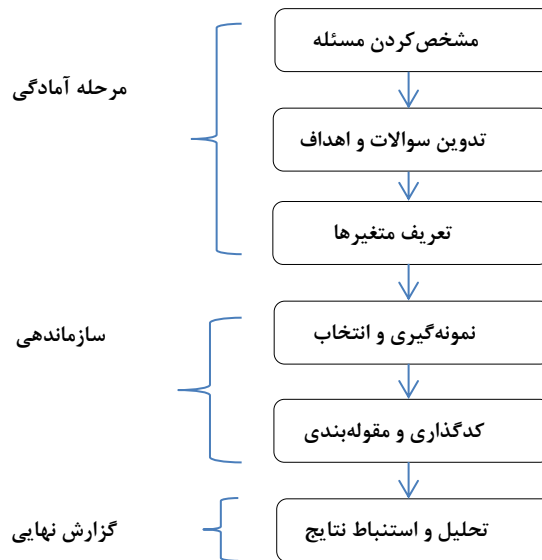 مشخص‌کردن مسئله
مرحله آمادگی
تدوین سوالات و اهداف
تعریف متغیرها
نمونه‌گیری و انتخاب
سازماندهی
کدگذاری و مقوله‌بندی
تحلیل و استنباط نتایج
گزارش نهایی